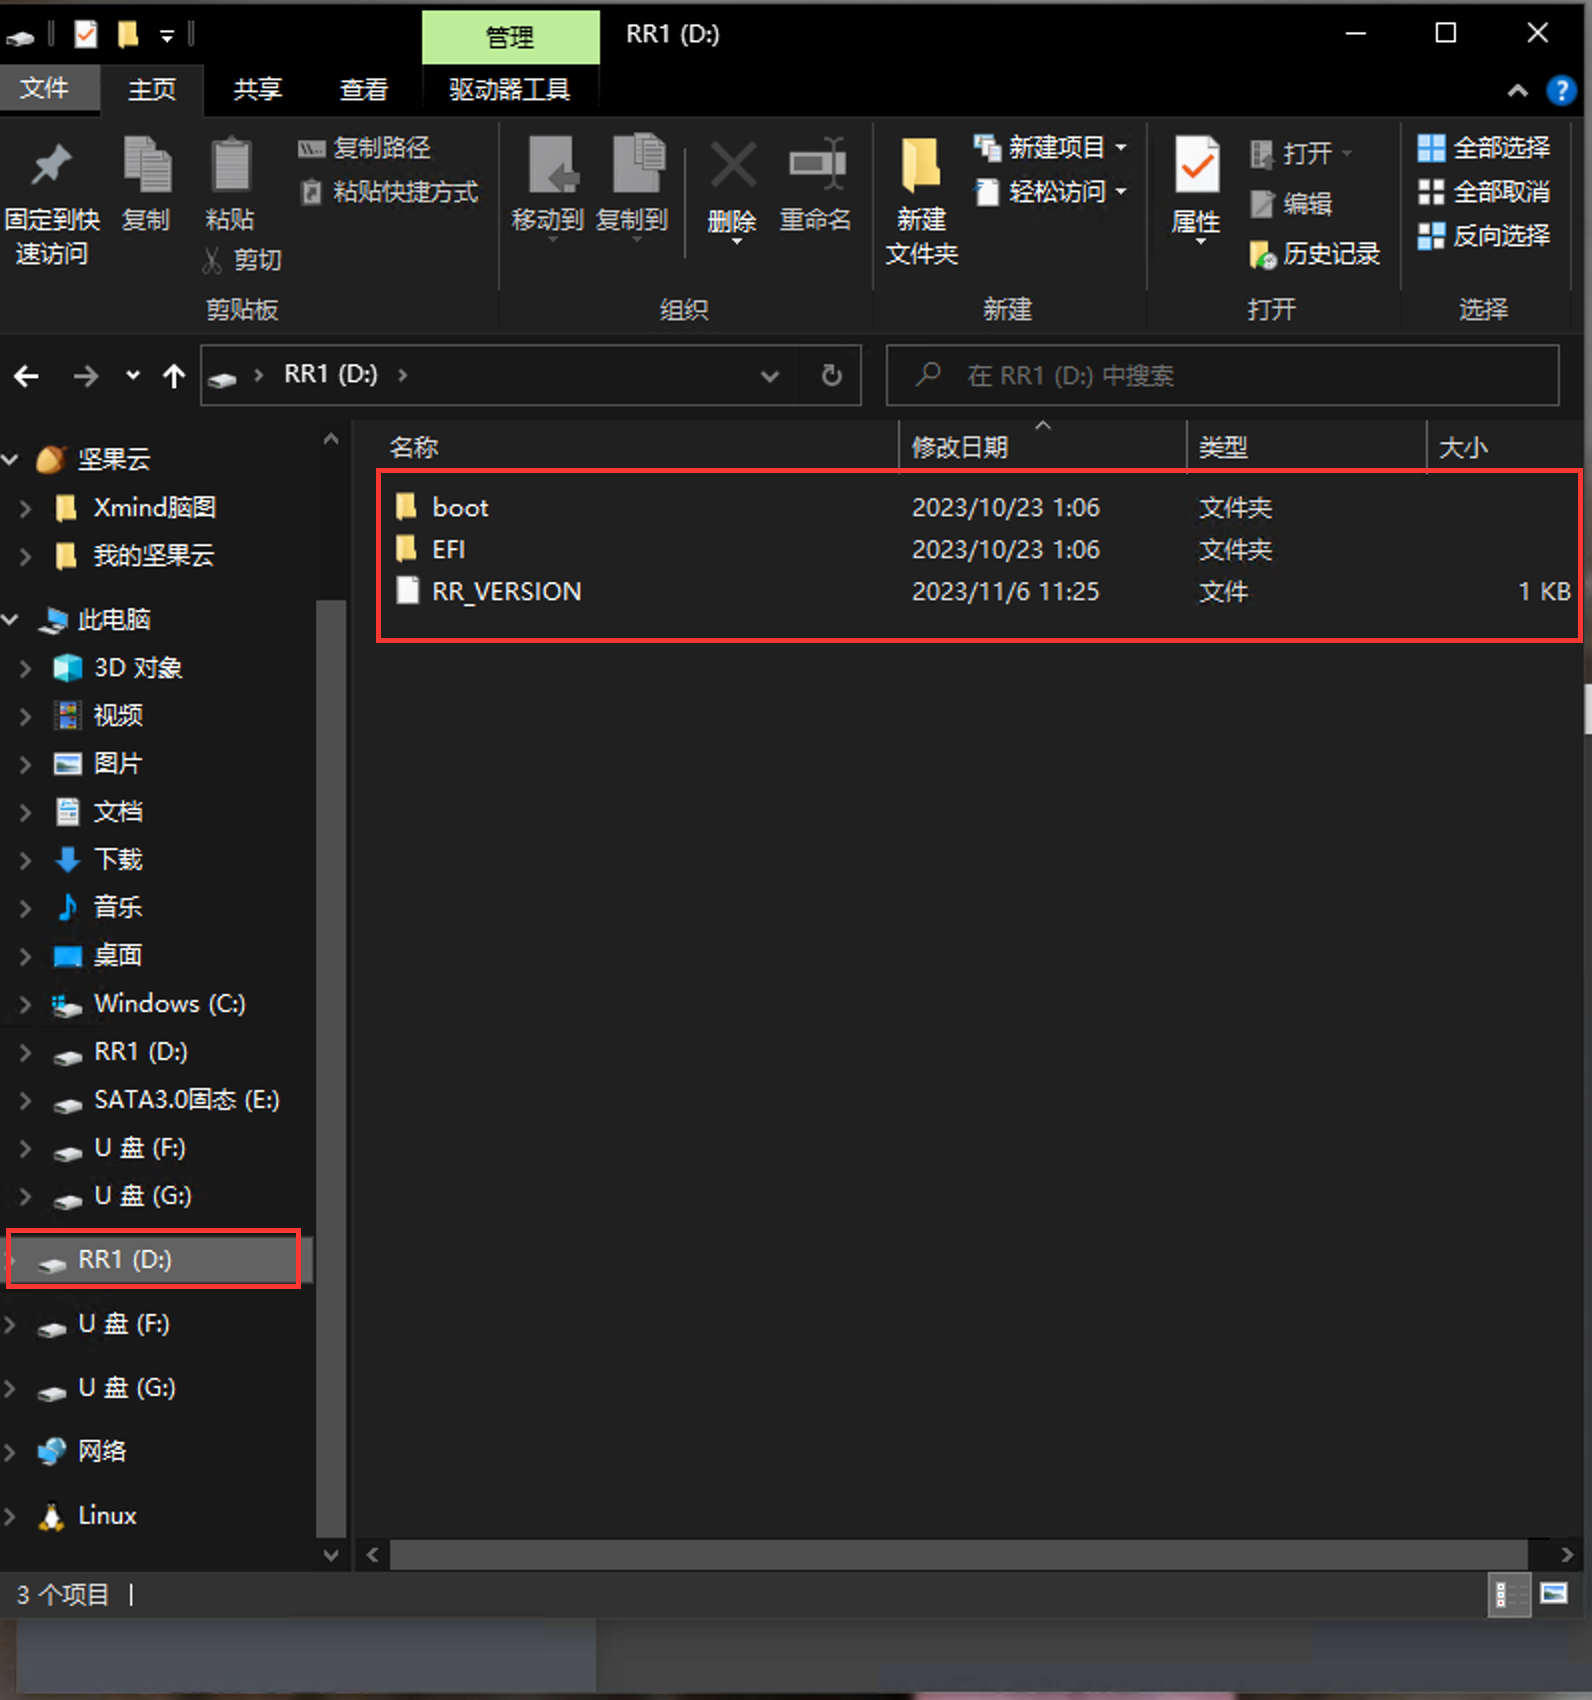 管理
RR1 (D:)
文件
主页
共享
查看
驱动器工具
固定到快
速访问
复制
粘贴
复制路径
粘贴快捷方式
剪切
剪贴板
移动到
复制到
删除
重命名
组织
新建
文件夹
新建项目
轻松访问
新建
属性
打开
编辑
历史记录
打开
全部选择
全部取消
反向选择
选择
RR1 (D:)
在 RR1 (D:) 中搜索
坚果云
Xmind脑图
我的坚果云
此电脑
3D 对象
视频
图片
文档
下载
音乐
桌面
Windows (C:)
RR1 (D:)
SATA3.0固态 (E:)
U 盘 (F:)
U 盘 (G:)
RR1 (D:)
U 盘 (F:)
U 盘 (G:)
网络
Linux
名称 修改日期 类型 大小
boot 2023/10/23 1:06 文件夹
EFI 2023/10/23 1:06 文件夹
RR_VERSION 2023/11/6 11:25 文件 1 KB
3 个项目